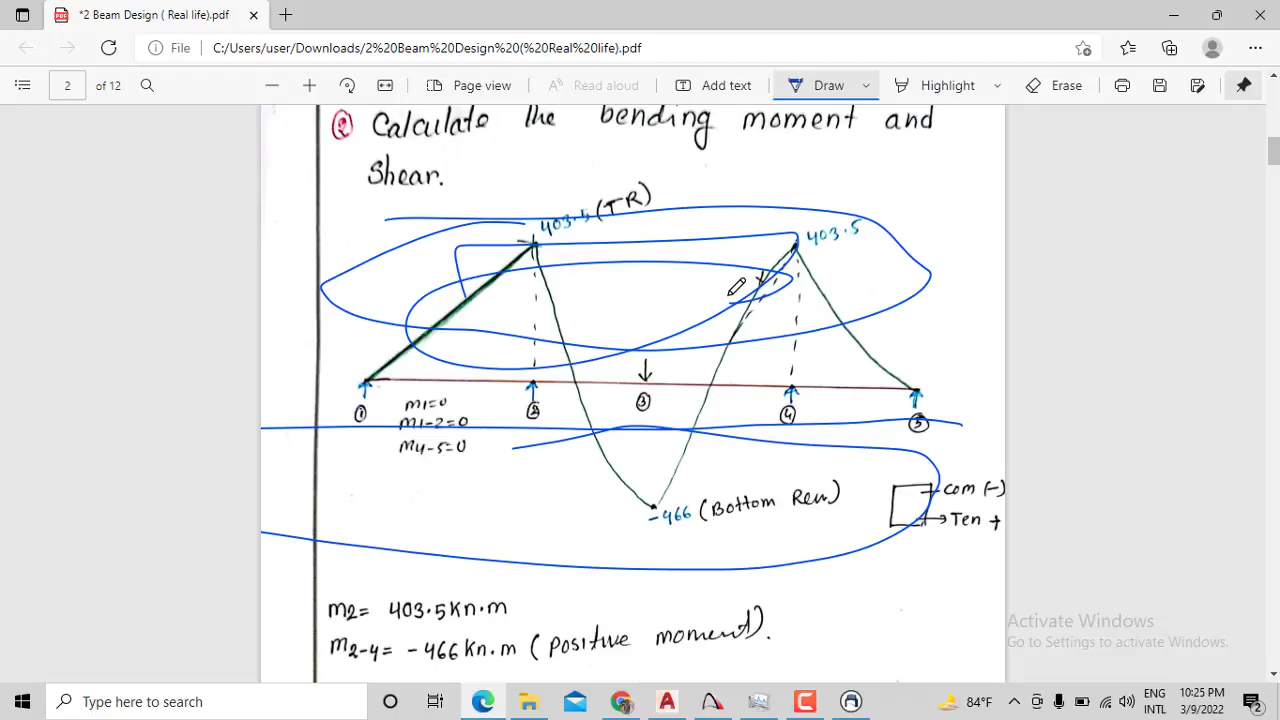 *2 Beam Design ( Real life).pdf
File
C:/Users/user/Downloads/2%20Beam%20Design%20(%20Real%20life).pdf
2 of 12
Page view
Read aloud
Add text
Draw
Highlight
Erase
② Calculate the bending moment and
Shear.
403.5 (TR)
403.5
① ② ③ ④ ⑤
m1=0
m1-2=0
m4-5=0
-466 (Bottom Ren)
com (-)
Ten +
m2= 403.5 Kn.m
m2-4= -466 Kn.m (positive moment).
Activate Windows
Go to Settings to activate Windows.
Type here to search
84°F
ENG
INTL
10:25 PM
3/9/2022
2